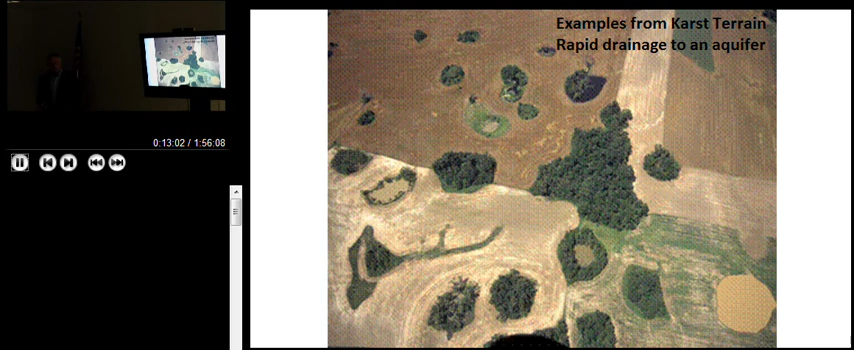 Examples from Karst Terrain
Rapid drainage to an aquifer
0:13:02 / 1:56:08